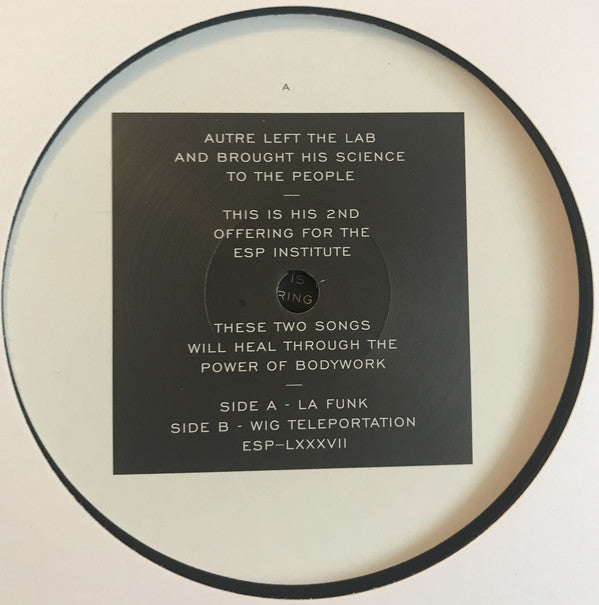 A
AUTRE LEFT THE LAB
AND BROUGHT HIS SCIENCE
TO THE PEOPLE
—
THIS IS HIS 2ND
OFFERING FOR THE
ESP INSTITUTE
IS
RING
THESE TWO SONGS
WILL HEAL THROUGH THE
POWER OF BODYWORK
—
SIDE A - LA FUNK
SIDE B - WIG TELEPORTATION
ESP–LXXXVII